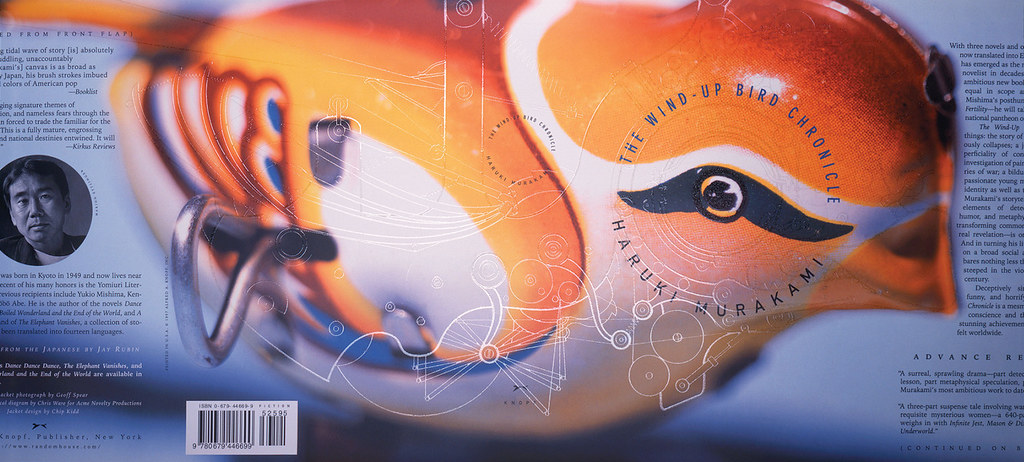 ED FROM FRONT FLAP)
g tidal wave of story [is] absolutely
uddling, unaccountably
kami's] canvas is as broad as
y Japan, his brush strokes imbued
l colors of American pop
—Booklist
ging signature themes of
ion, and nameless fears through the
n forced to trade the familiar for the
This is a fully mature, engrossing
nd national destinies entwined. It will
"
—Kirkus Reviews
was born in Kyoto in 1949 and now lives near
recent of his many honors is the Yomiuri Liter-
revious recipients include Yukio Mishima, Ken-
Kōbō Abe. He is the author of the novels Dance
Boiled Wonderland and the End of the World, and A
and of The Elephant Vanishes, a collection of sto-
been translated into fourteen languages.
FROM THE JAPANESE BY JAY RUBIN
s Dance Dance Dance, The Elephant Vanishes, and
erland and the End of the World are available in
Jacket photograph by Geoff Spear
al diagram by Chris Ware for Acme Novelty Productions
Jacket design by Chip Kidd
Knopf, Publisher, New York
://www.randomhouse.com/
ISBN 0-679-44669-9 FICTION
52595
9 780679 446699
THE WIND-UP BIRD CHRONICLE
HARUKI MURAKAMI
KNOPF
THE WIND-UP BIRD CHRONICLE
HARUKI MURAKAMI
With three novels and
now translated into E
has emerged as the
novelist in decades
ambitious new boo
equal in scope
Mishima's posthu
Fertility—he will ta
national pantheon o
The Wind-U
things: the story of
ously collapses; a j
perficiality of con
investigation of pain
ries of war; a bildu
passionate young m
identity as well as
Murakami's storyte
elements of dete
humor, and metaphy
transforming commo
real revelation—is o
And in turning his li
on a broad social
bares nothing less th
steeped in the vio
century.
Deceptively si
funny, and horrif
Chronicle is a
conscience and th
stunning achieveme
felt worldwide.
ADVANCE RE
"A surreal, sprawling drama—part dete
lesson, part metaphysical speculation,
Murakami's most ambitious work to dat
"A three-part suspense tale involving wa
requisite mysterious women—a 640-p
weighs in with Infinite Jest, Mason & Di
Underworld."
(CONTINUED ON B